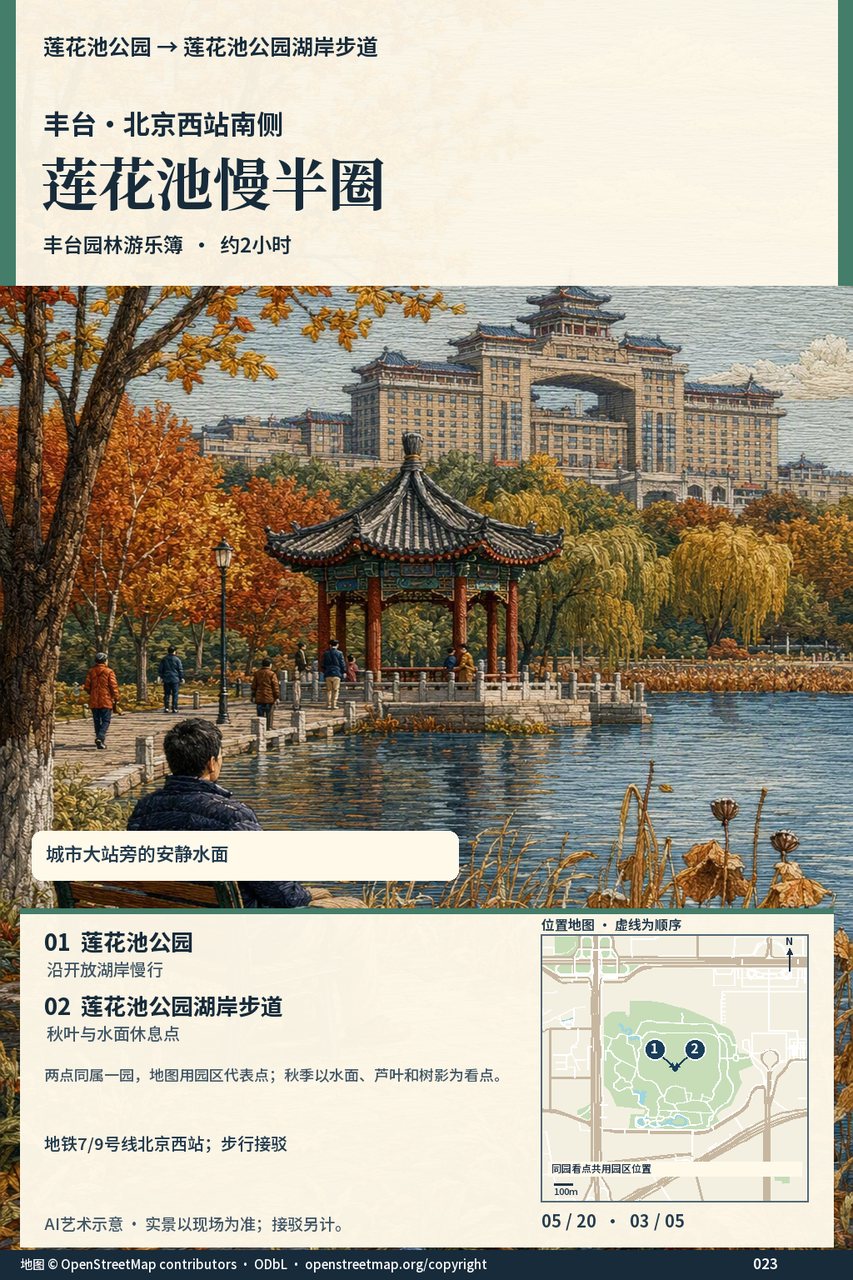 莲花池公园 → 莲花池公园湖岸步道
丰台・北京西站南侧
莲花池慢半圈
丰台园林游乐簿 ・ 约2小时
城市大站旁的安静水面
01 莲花池公园
沿开放湖岸慢行
02 莲花池公园湖岸步道
秋叶与水面休息点
两点同属一园，地图用园区代表点；秋季以水面、芦叶和树影为看点。
地铁7/9号线北京西站；步行接驳
AI艺术示意 · 实景以现场为准；接驳另计。
位置地图 · 虚线为顺序
N
1 2
同园看点共用园区位置
100m
05 / 20 · 03 / 05
地图 © OpenStreetMap contributors · ODbL · openstreetmap.org/copyright
023